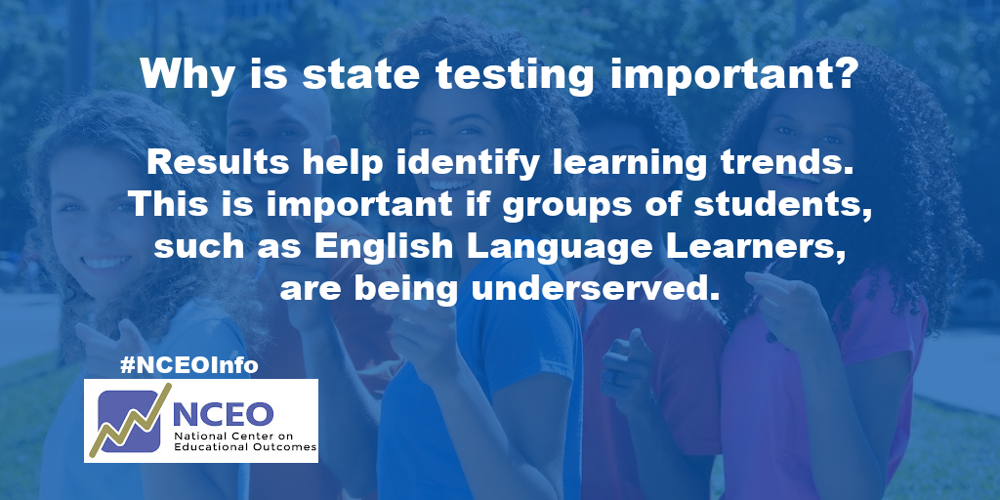 Why is state testing important?
Results help identify learning trends.
This is important if groups of students,
such as English Language Learners,
are being underserved.
#NCEOInfo
NCEO
National Center on
Educational Outcomes